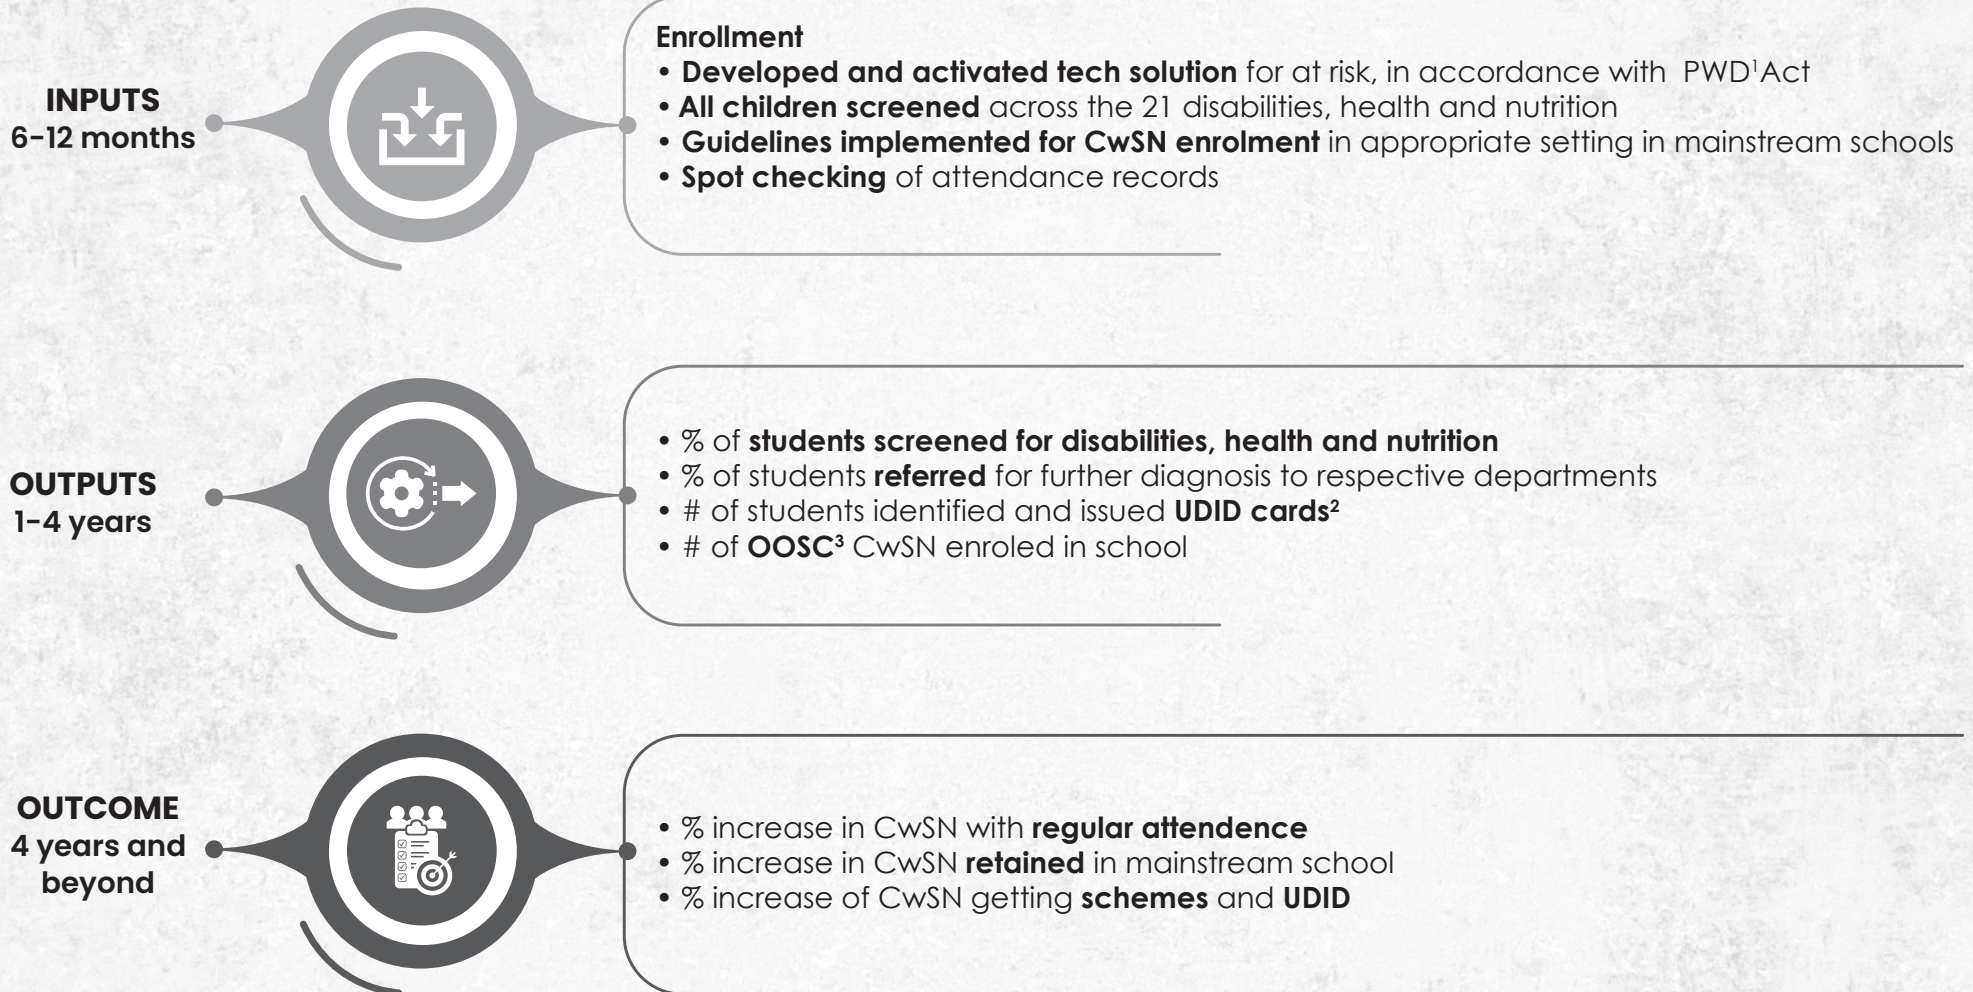 INPUTS
6-12 months
Enrollment
• Developed and activated tech solution for at risk, in accordance with PWD¹Act
• All children screened across the 21 disabilities, health and nutrition
• Guidelines implemented for CwSN enrolment in appropriate setting in mainstream schools
• Spot checking of attendance records
OUTPUTS
1-4 years
• % of students screened for disabilities, health and nutrition
• % of students referred for further diagnosis to respective departments
• # of students identified and issued UDID cards²
• # of OOSC³ CwSN enroled in school
OUTCOME
4 years and
beyond
• % increase in CwSN with regular attendence
• % increase in CwSN retained in mainstream school
• % increase of CwSN getting schemes and UDID